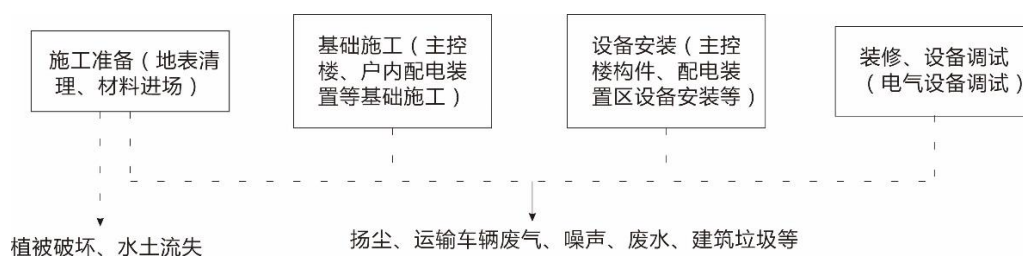 施工准备（地表清
理、材料进场）
基础施工（主控
楼、户内配电装
置等基础施工）
设备安装（主控
楼构件、配电装
置区设备安装等）
装修、设备调试
（电气设备调试）
植被破坏、水土流失
扬尘、运输车辆废气、噪声、废水、建筑垃圾等